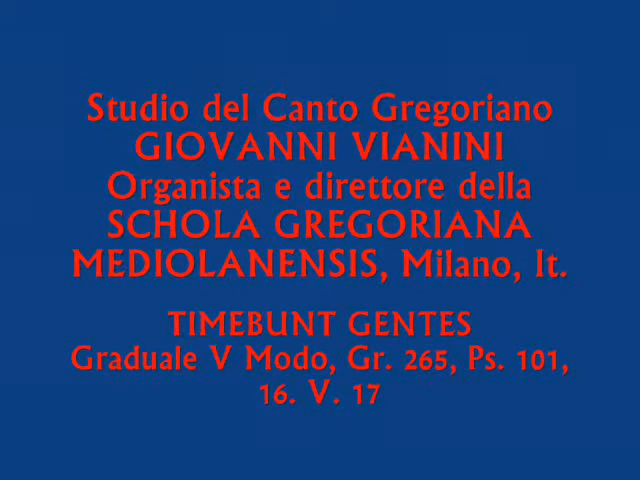 Studio del Canto Gregoriano
GIOVANNI VIANINI
Organista e direttore della
SCHOLA GREGORIANA
MEDIOLANENSIS, Milano, It.
TIMEBUNT GENTES
Graduale V Modo, Gr. 265, Ps. 101,
16. V. 17